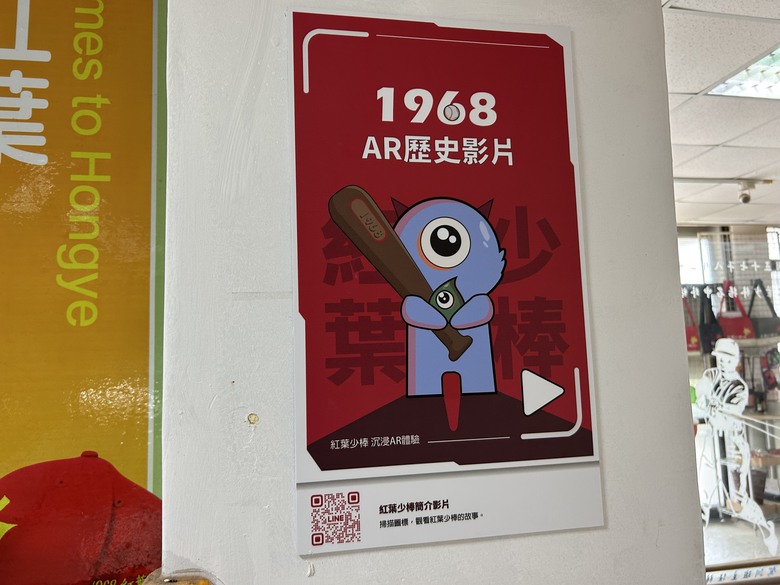 mes to Hongye
葉
1968
AR歷史影片
1968
紅葉
少棒
紅葉少棒 沉浸AR體驗
LINE
紅葉少棒簡介影片
掃描圖標，觀看紅葉少棒的故事。